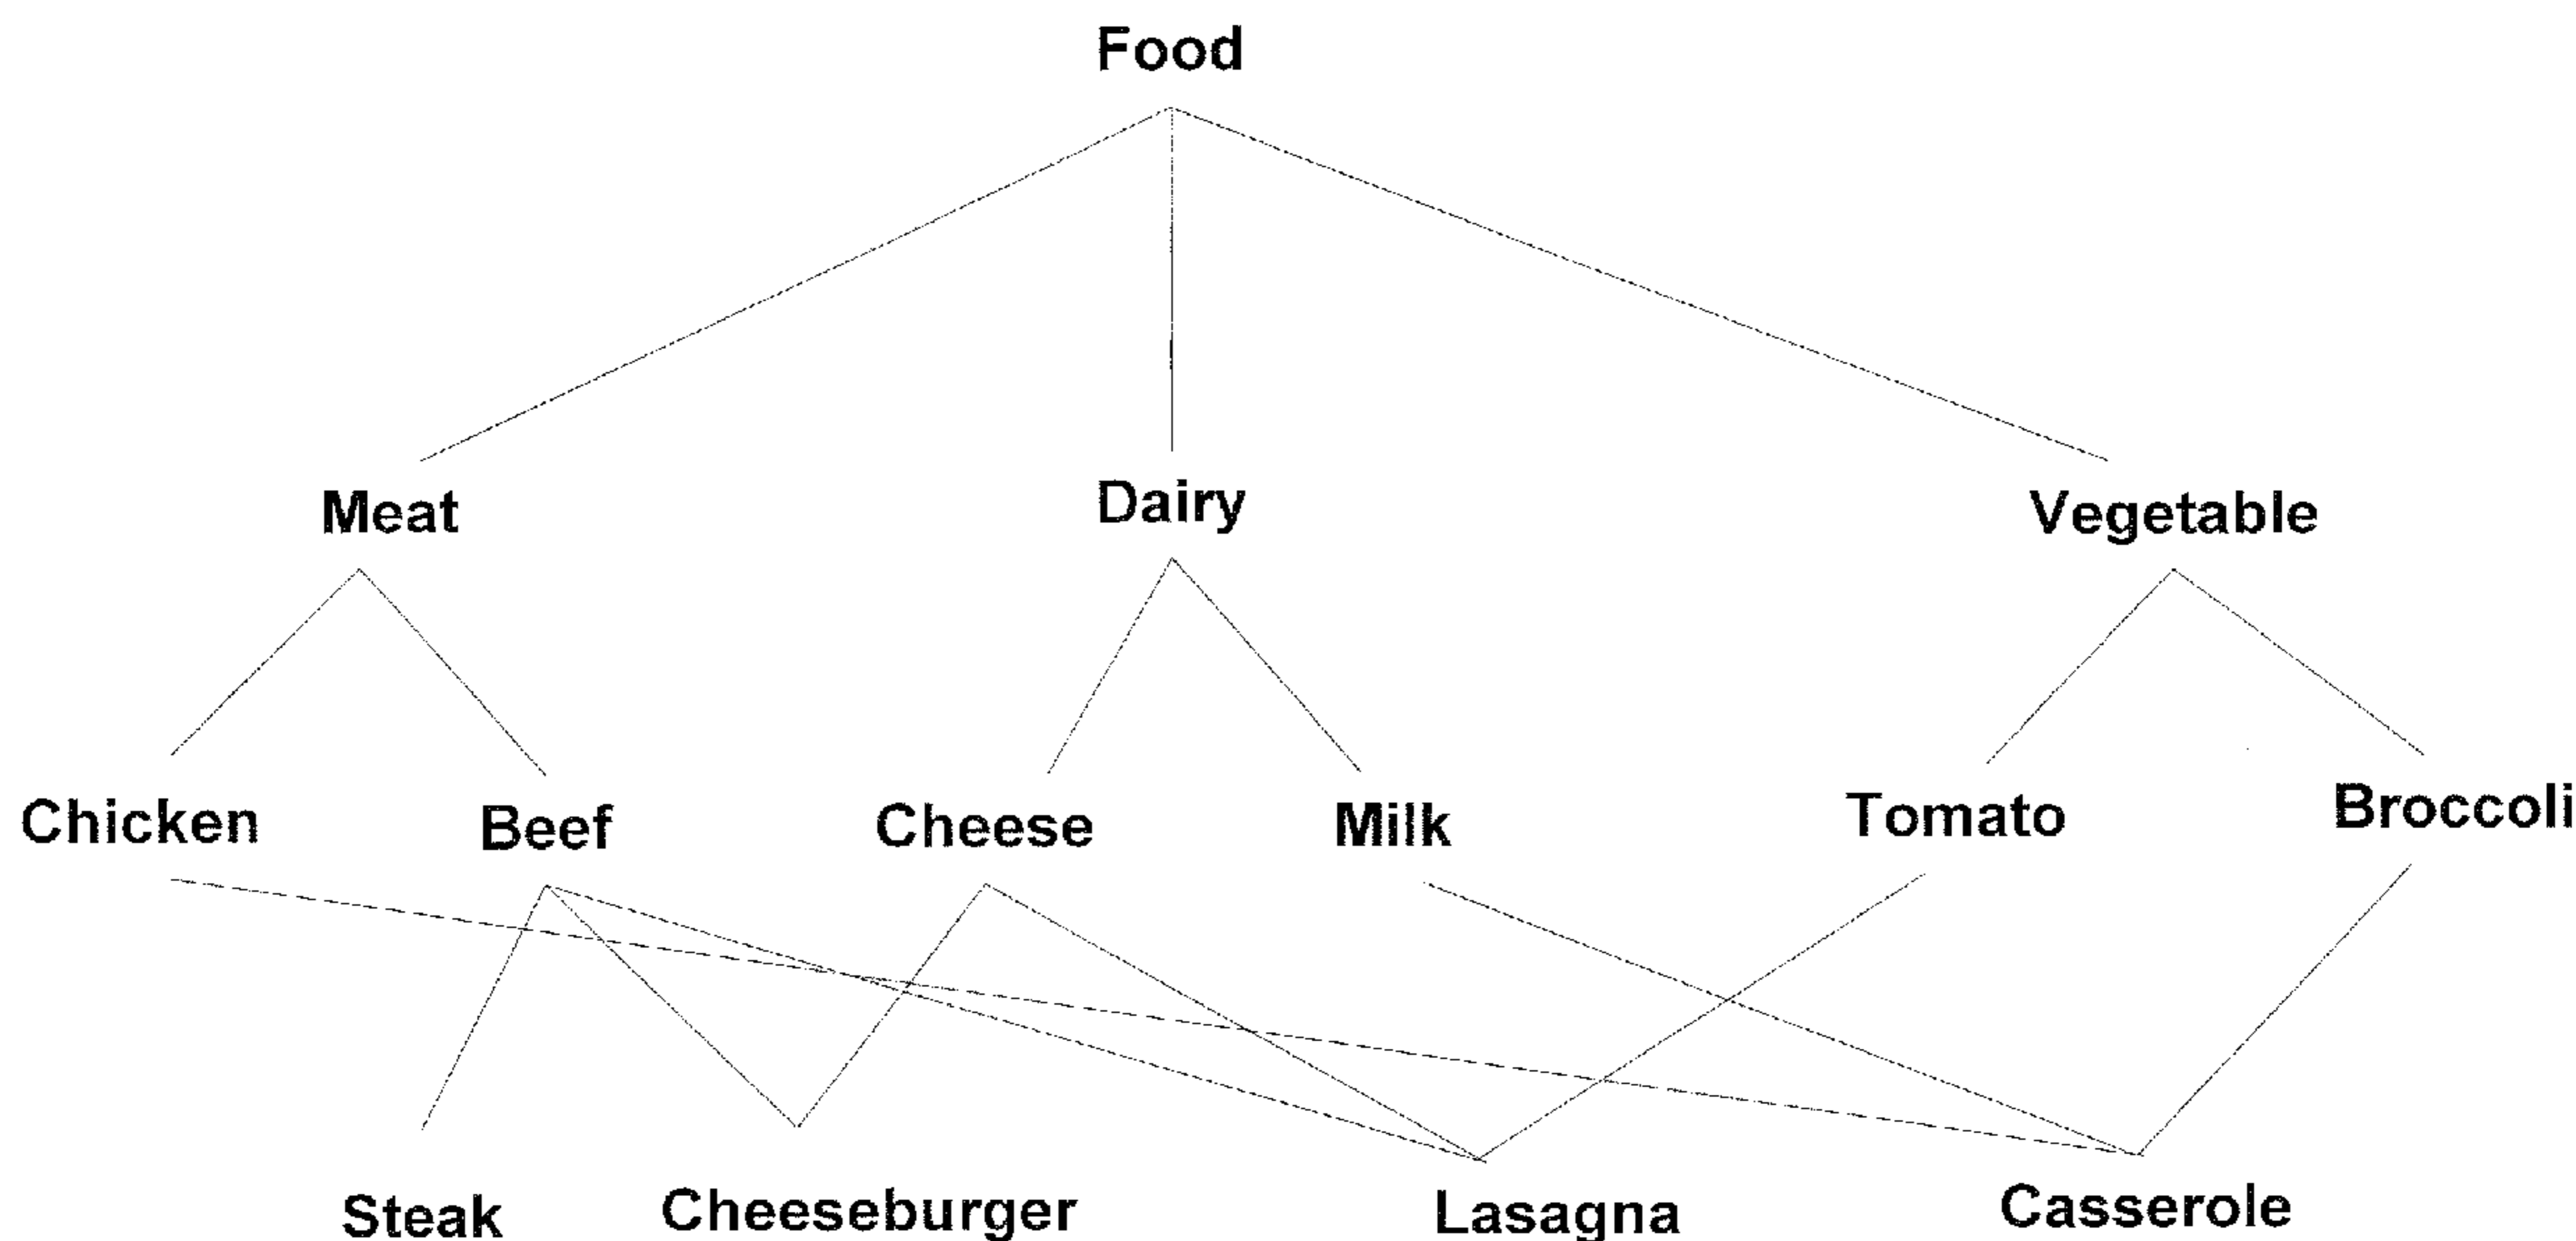 Food
Meat Dairy Vegetable
Chicken Beef Cheese Milk Tomato Broccoli
Steak Cheeseburger Lasagna Casserole